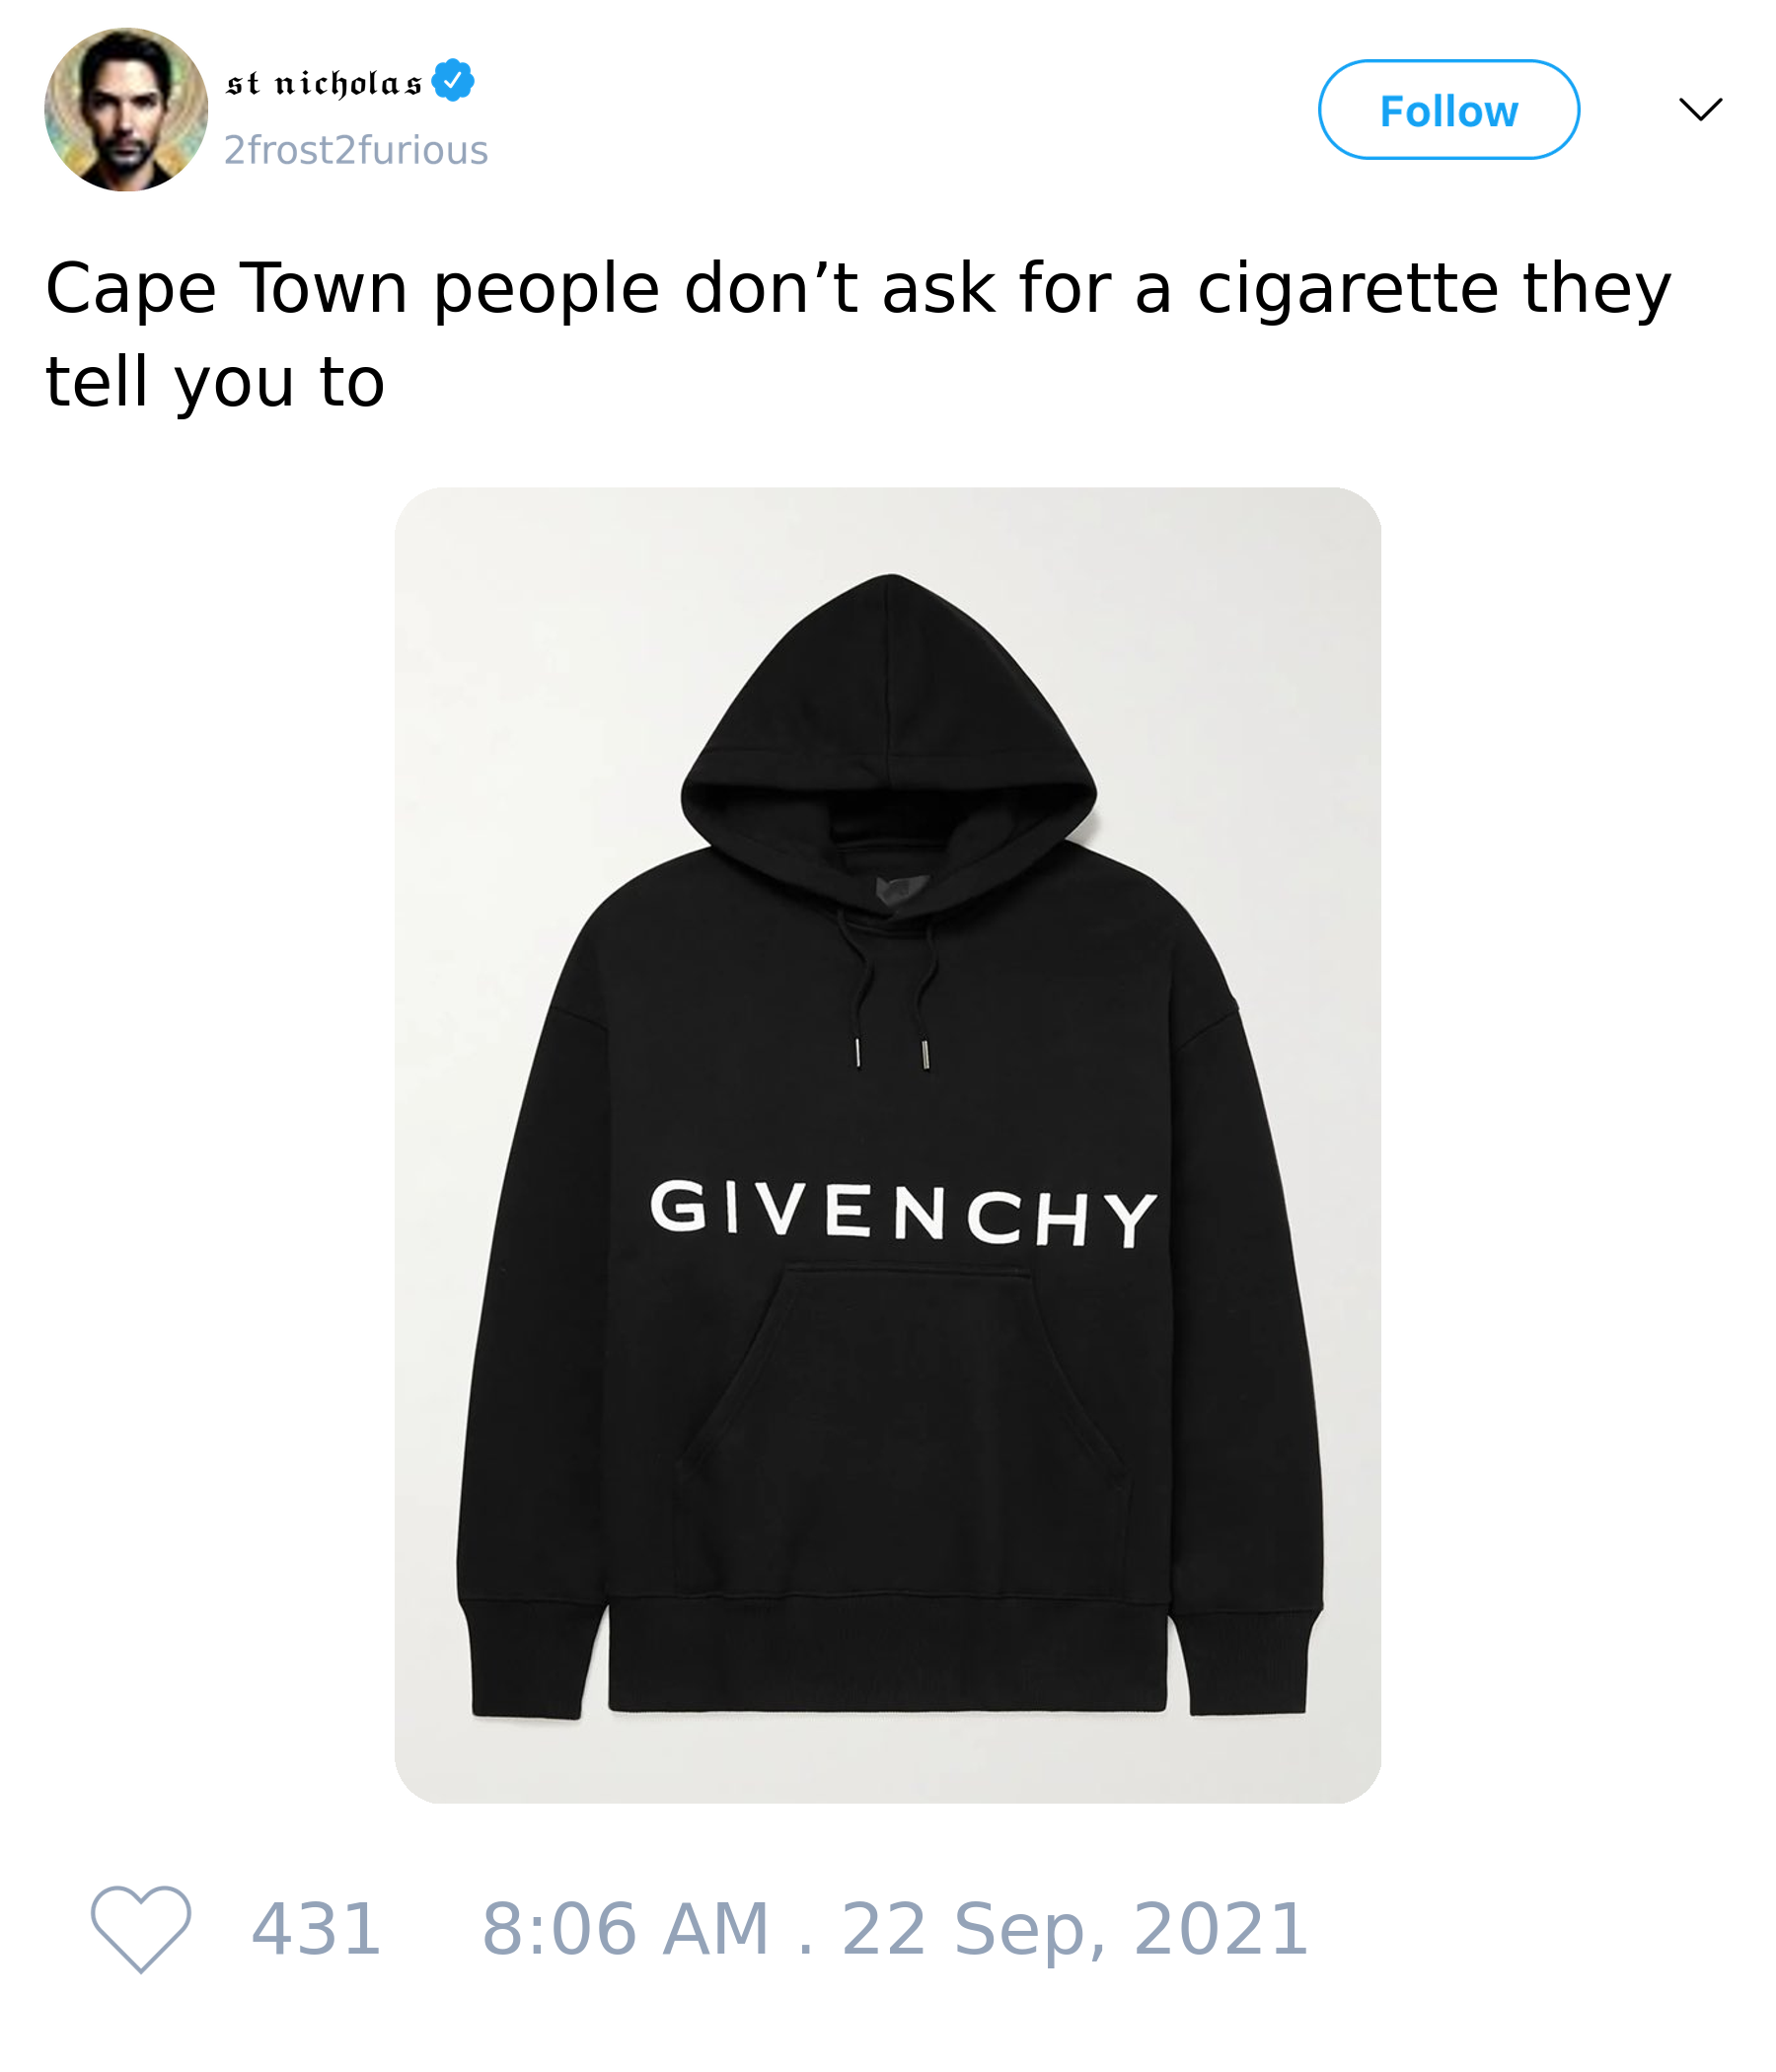 𝖘𝖙 𝖓𝖎𝖈𝖍𝖔𝖑𝖆𝖘
2frost2furious
Follow
Cape Town people don’t ask for a cigarette they
tell you to
GIVENCHY
431 8:06 AM . 22 Sep, 2021